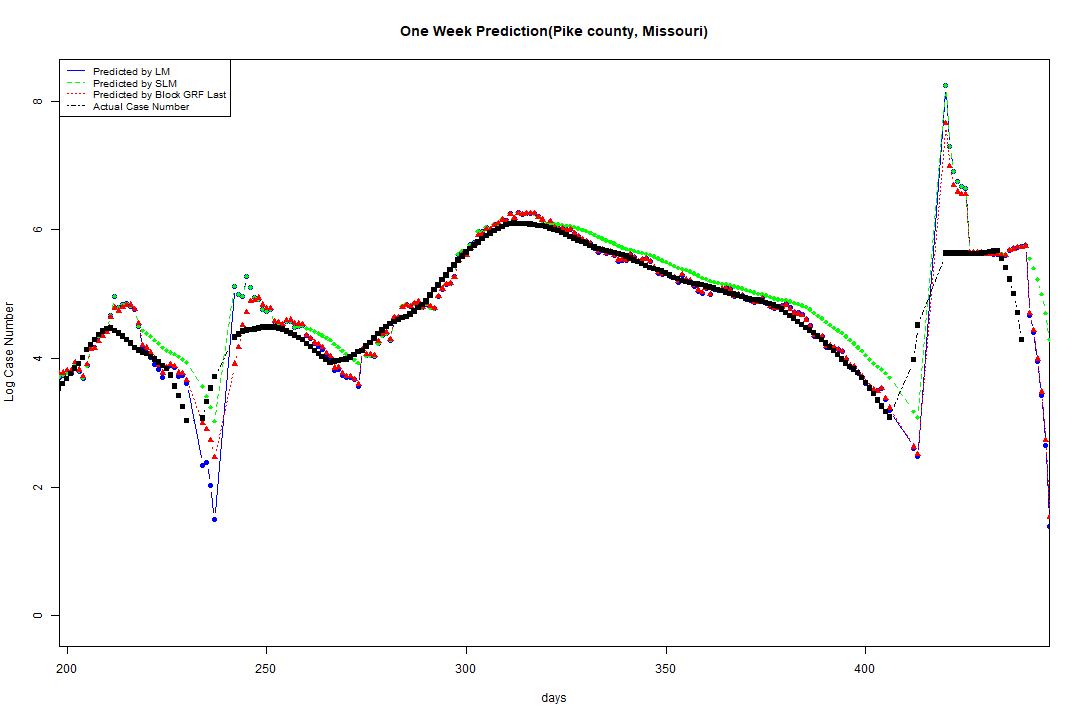 One Week Prediction(Pike county, Missouri)
Predicted by LM
Predicted by SLM
Predicted by Block GRF Last
Actual Case Number
Log Case Number
8
6
4
2
0
200 250 300 350 400
days